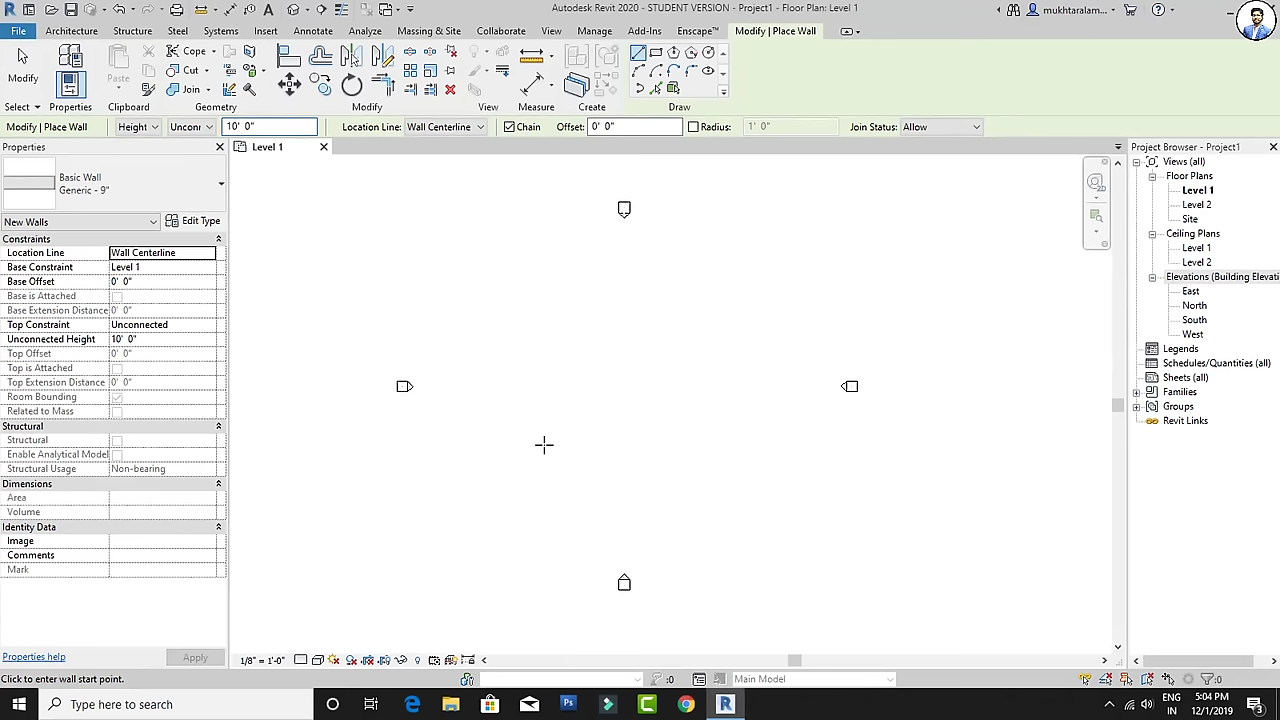 Autodesk Revit 2020 - STUDENT VERSION - Project1 - Floor Plan: Level 1
mukhtaralam...
File Architecture Structure Steel Systems Insert Annotate Analyze Massing & Site Collaborate View Manage Add-Ins Enscape™ Modify | Place Wall
Cope
Cut
Join
Modify
Properties
Paste
Create
Select Properties Clipboard Geometry Modify View Measure Create Draw
Modify | Place Wall Height Unconr 10' 0" Location Line: Wall Centerline Chain Offset: 0' 0" Radius: 1' 0" Join Status: Allow
Properties
Level 1
Project Browser - Project1
Basic Wall
Generic - 9"
New Walls Edit Type
Constraints
Location Line Wall Centerline
Base Constraint Level 1
Base Offset 0' 0"
Base is Attached
Base Extension Distance 0' 0"
Top Constraint Unconnected
Unconnected Height 10' 0"
Top Offset 0' 0"
Top is Attached
Top Extension Distance 0' 0"
Room Bounding
Related to Mass
Structural
Structural
Enable Analytical Model
Structural Usage Non-bearing
Dimensions
Area
Volume
Identity Data
Image
Comments
Mark
Properties help Apply
2D
Views (all)
Floor Plans
Level 1
Level 2
Site
Ceiling Plans
Level 1
Level 2
Elevations (Building Elevati
East
North
South
West
Legends
Schedules/Quantities (all)
Sheets (all)
Families
Groups
Revit Links
1/8" = 1'-0"
Click to enter wall start point.
:0
Main Model
:0
Type here to search
ENG
IN
5:04 PM
12/1/2019